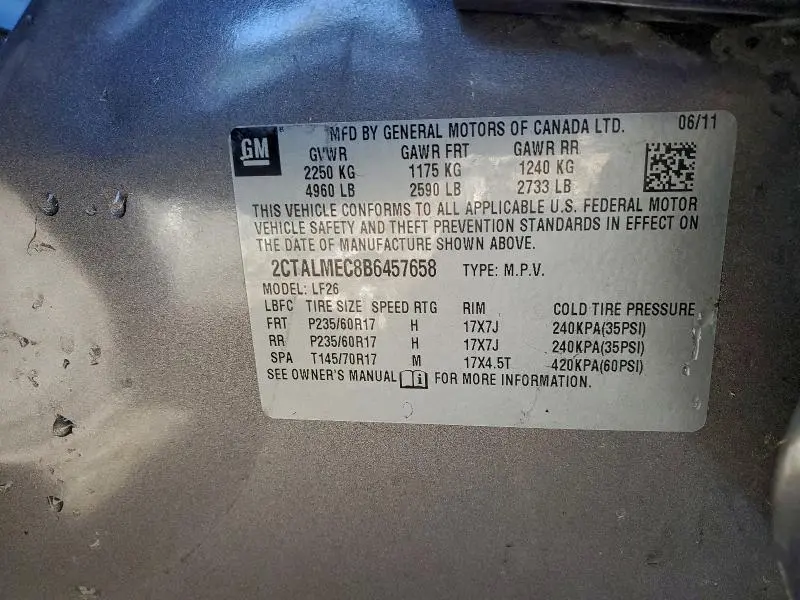 GM
MFD BY GENERAL MOTORS OF CANADA LTD. 06/11
GVWR GAWR FRT GAWR RR
2250 KG 1175 KG 1240 KG
4960 LB 2590 LB 2733 LB
THIS VEHICLE CONFORMS TO ALL APPLICABLE U.S. FEDERAL MOTOR
VEHICLE SAFETY AND THEFT PREVENTION STANDARDS IN EFFECT ON
THE DATE OF MANUFACTURE SHOWN ABOVE.
2CTALMEC8B6457658 TYPE: M.P.V.
MODEL: LF26
LBFC TIRE SIZE SPEED RTG RIM COLD TIRE PRESSURE
FRT P235/60R17 H 17X7J 240KPA(35PSI)
RR P235/60R17 H 17X7J 240KPA(35PSI)
SPA T145/70R17 M 17X4.5T 420KPA(60PSI)
SEE OWNER'S MANUAL FOR MORE INFORMATION.